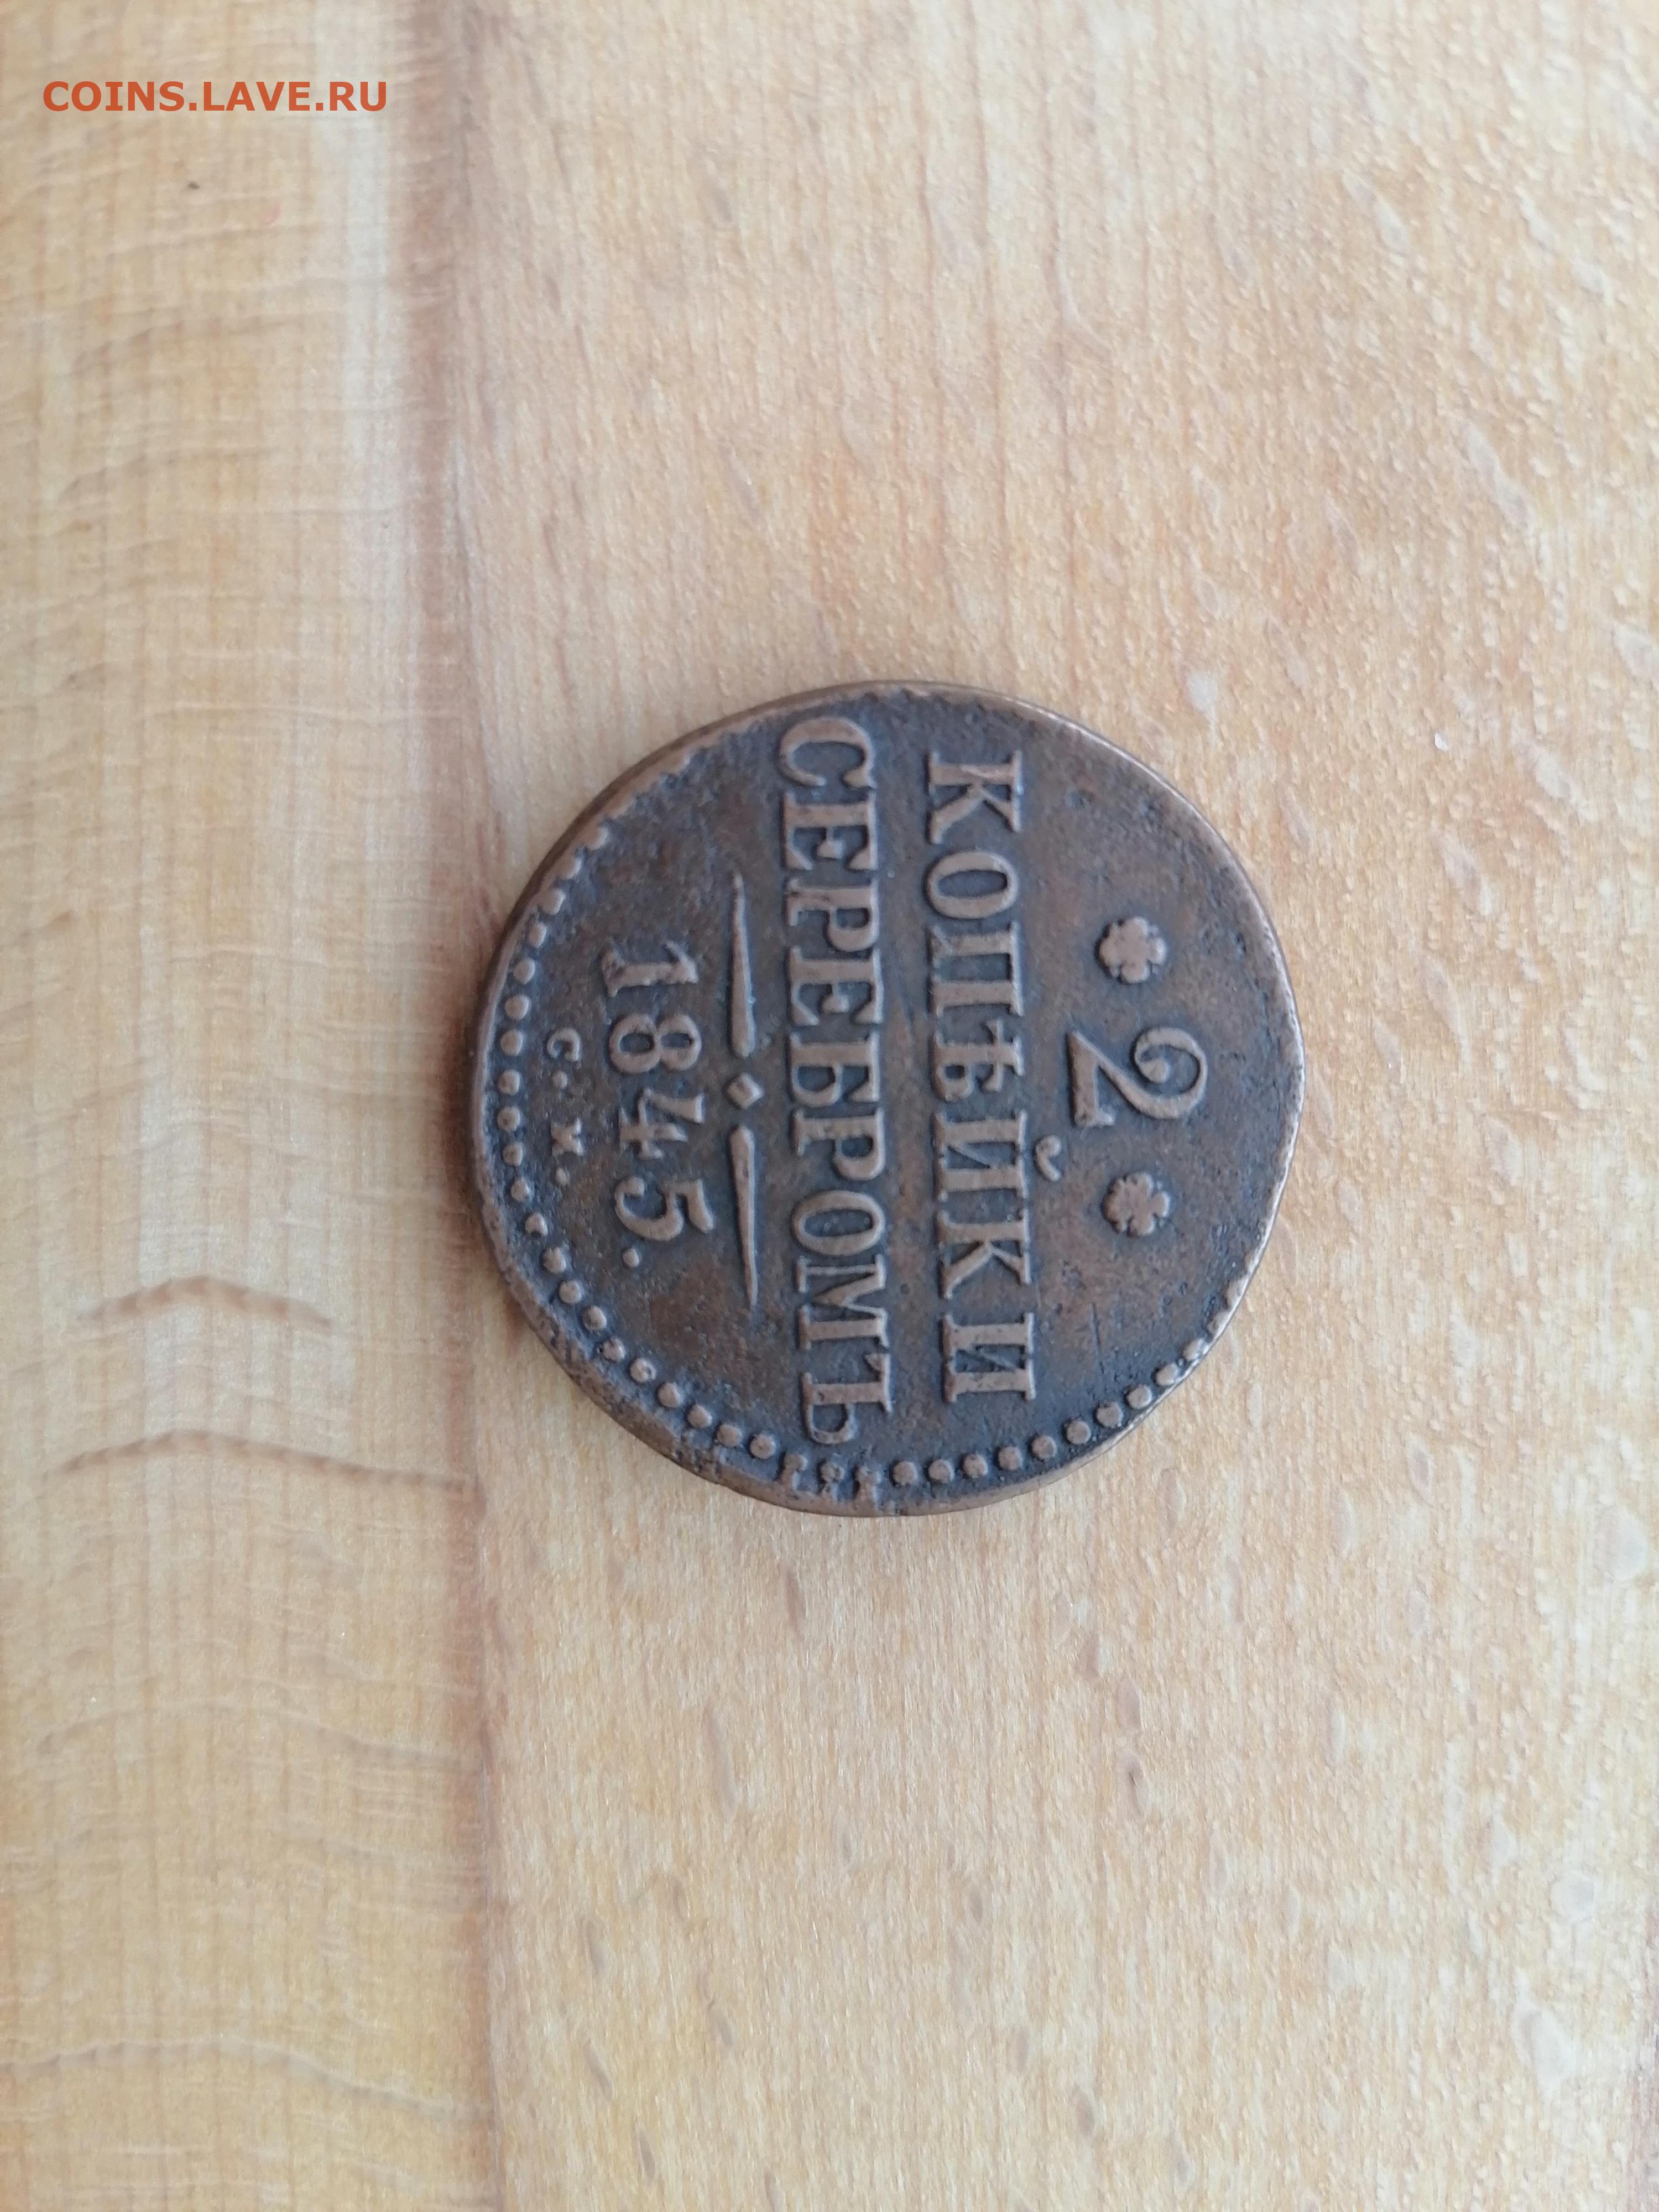 COINS.LAVE.RU
2
КОПѢЙКИ
СЕРЕБРОМЪ
1845.
С. М.